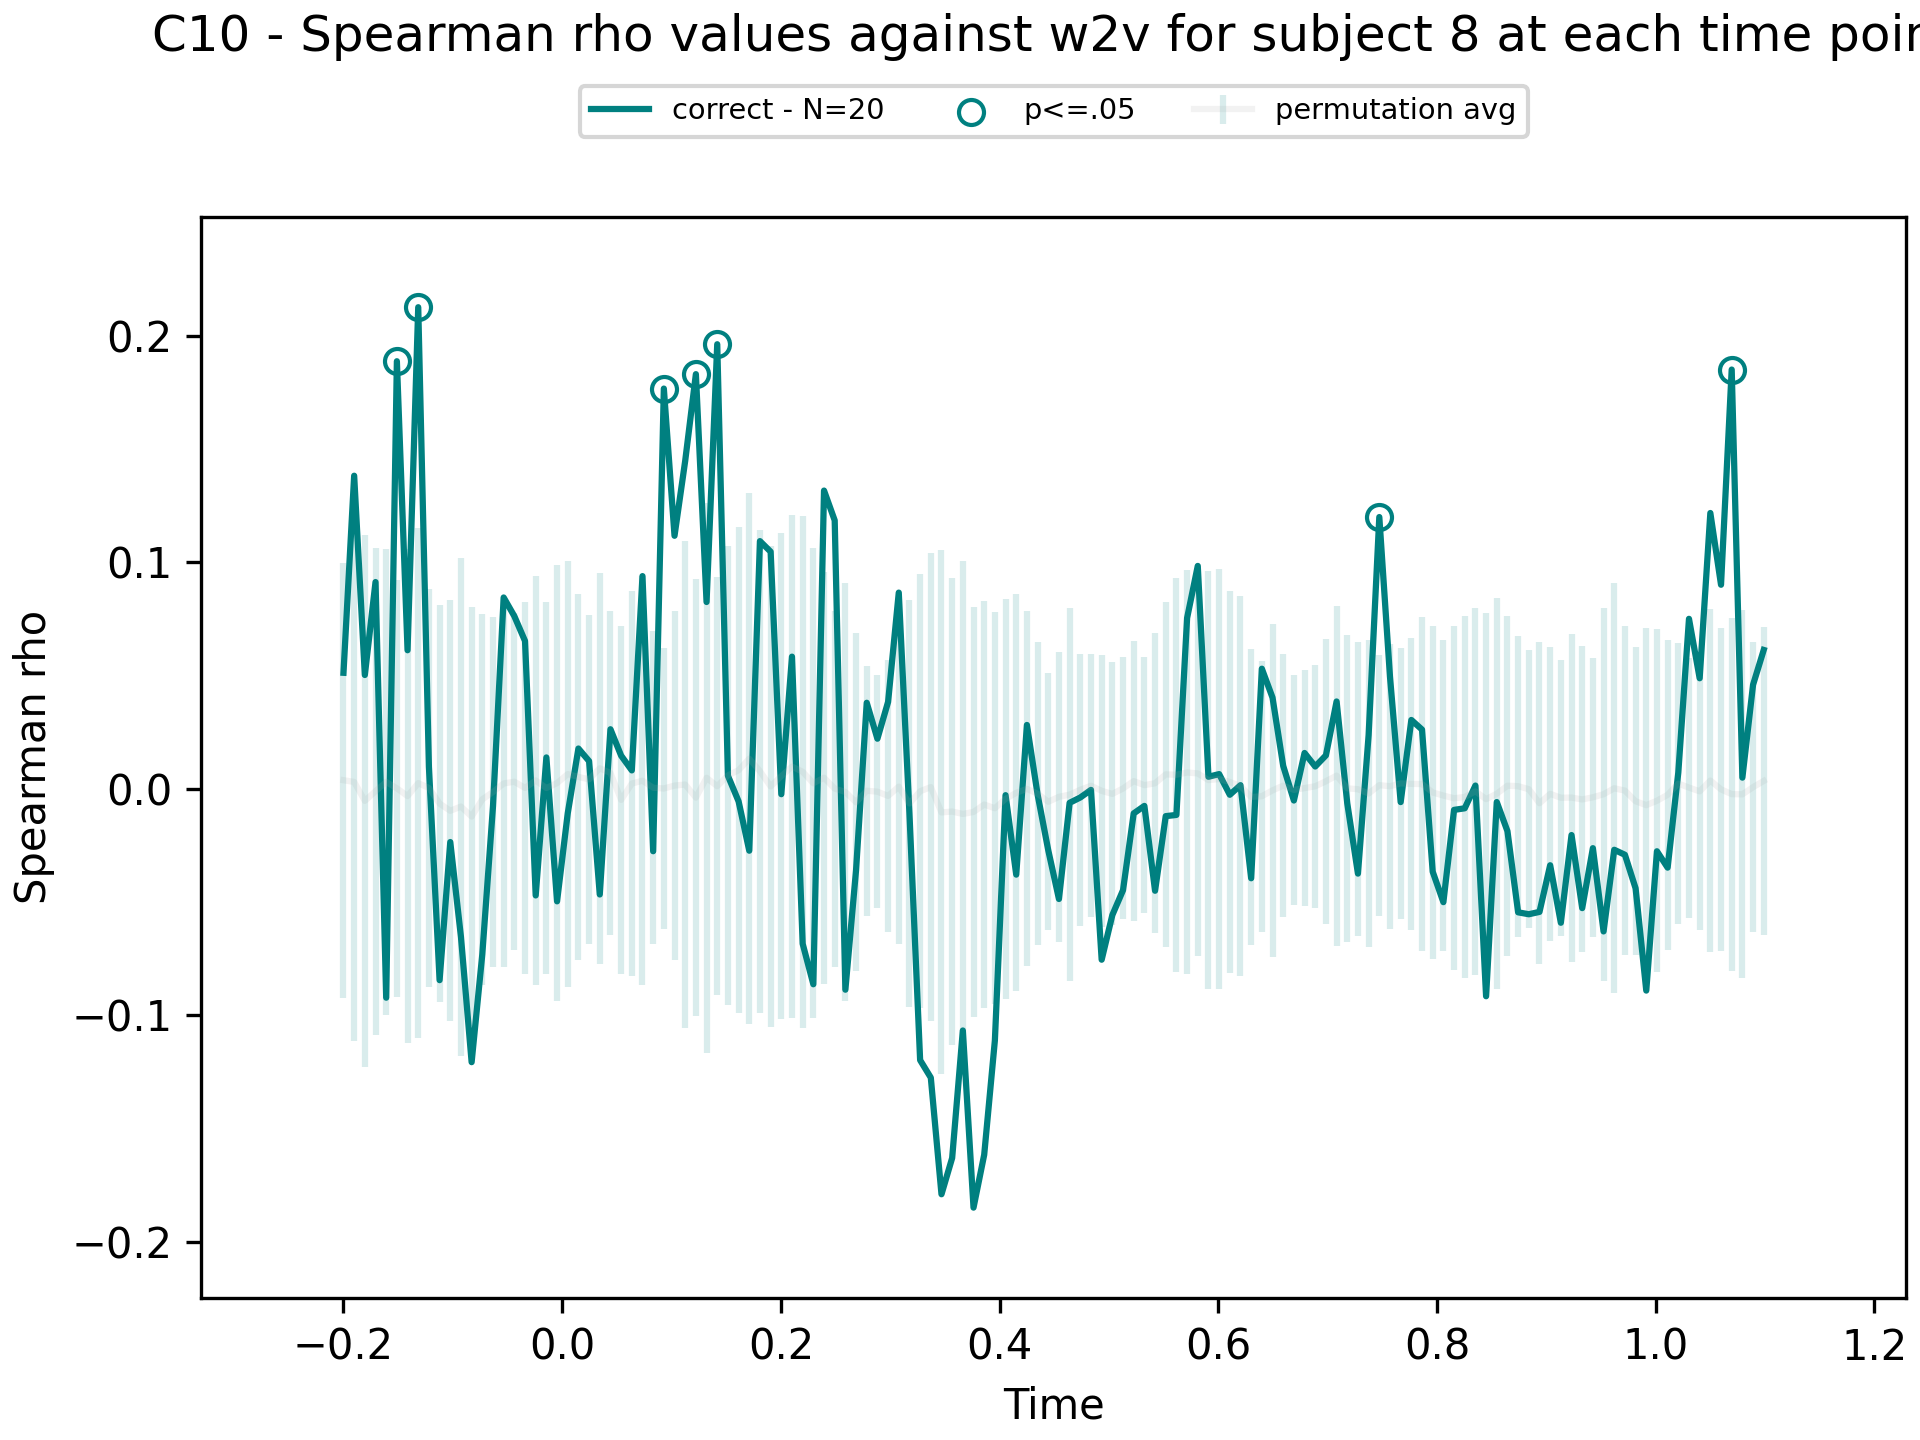 C10 - Spearman rho values against w2v for subject 8 at each time poin
correct - N=20 p<=.05 permutation avg
Spearman rho
0.2
0.1
0.0
−0.1
−0.2
−0.2 0.0 0.2 0.4 0.6 0.8 1.0 1.2
Time